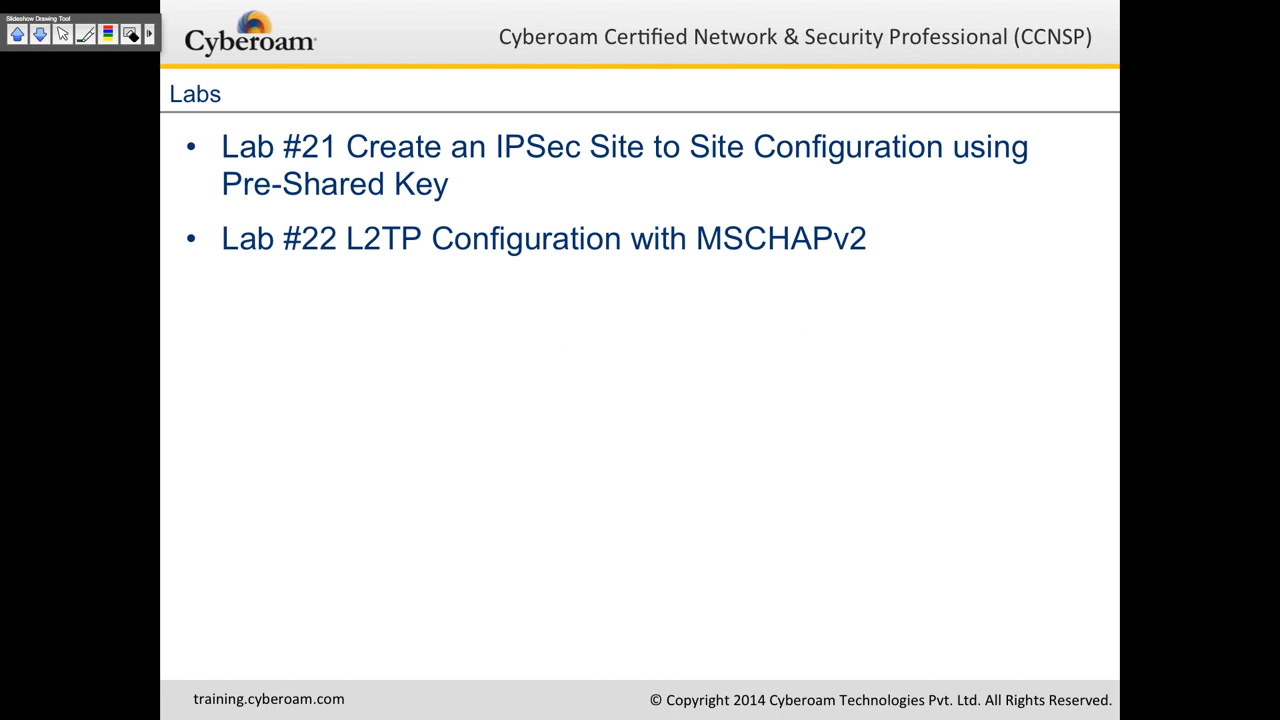 Slideshow Drawing Tool
Cyberoam
Cyberoam Certified Network & Security Professional (CCNSP)
Labs
• Lab #21 Create an IPSec Site to Site Configuration using
Pre-Shared Key
• Lab #22 L2TP Configuration with MSCHAPv2
training.cyberoam.com
© Copyright 2014 Cyberoam Technologies Pvt. Ltd. All Rights Reserved.